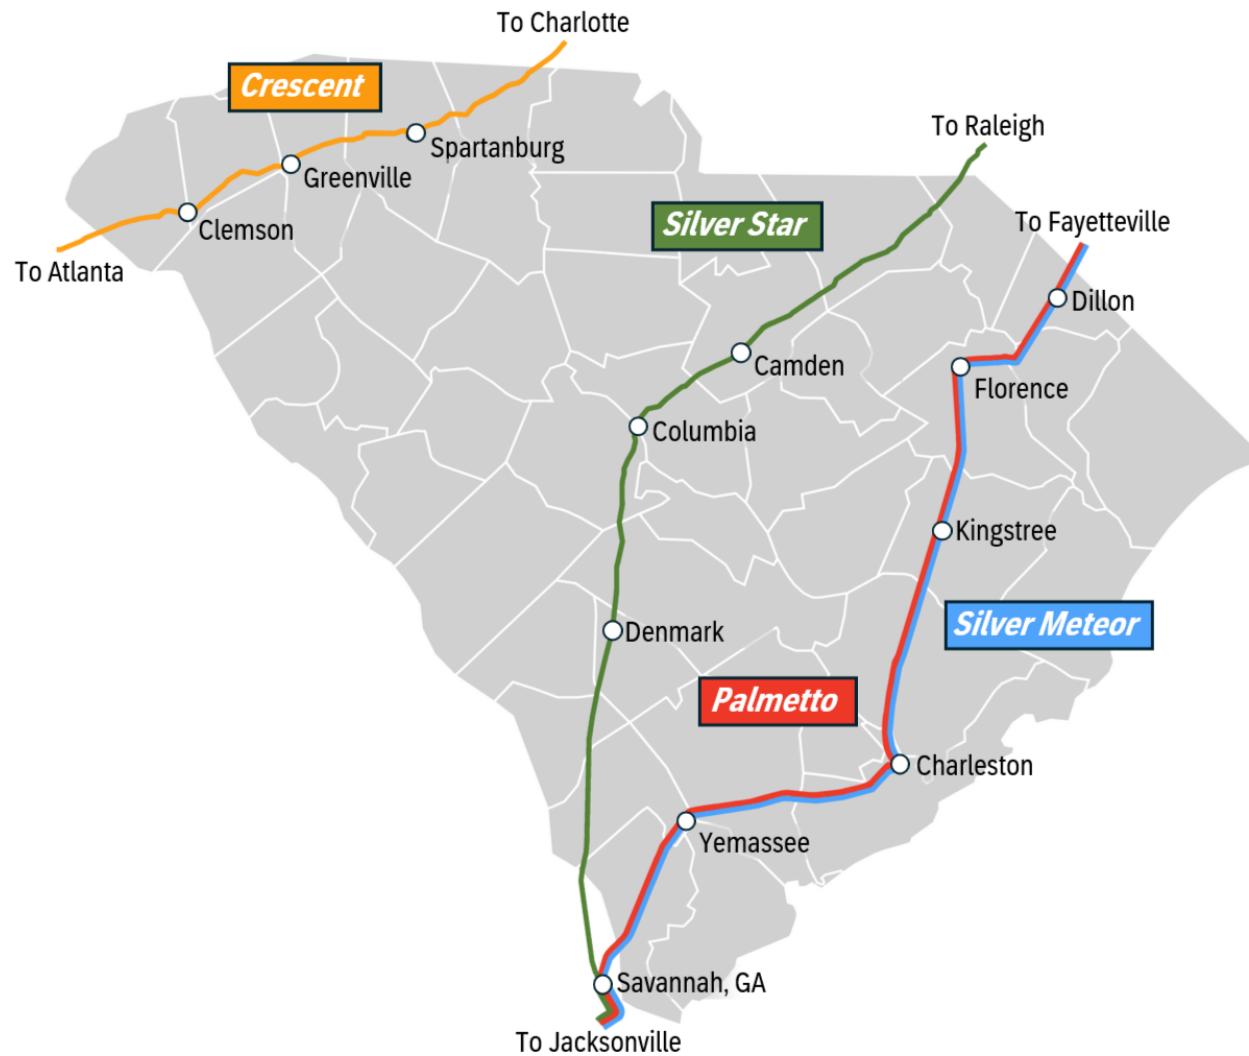 To Charlotte
Crescent
Spartanburg
To Raleigh
Greenville
Silver Star
To Fayetteville
Clemson
To Atlanta
Dillon
Camden
Florence
Columbia
Kingstree
Silver Meteor
Denmark
Palmetto
Charleston
Yemassee
Savannah, GA
To Jacksonville